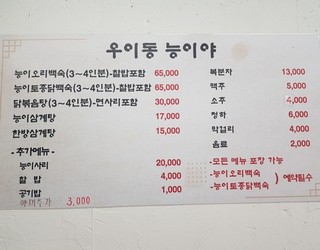 우이동 능이야
능이오리백숙(3~4인분)-찰밥포함 65,000
능이토종닭백숙(3~4인분)-찰밥포함 65,000
닭볶음탕(3~4인분)-면사리포함 30,000
능이삼계탕 17,000
한방삼계탕 15,000
-추가메뉴-
능이사리 20,000
찰 밥 4,000
공기밥 1,000
3,000
복분자 13,000
맥주 5,000
소주 4,000
청하 6,000
막걸리 4,000
음료 2,000
-모든 메뉴 포장 가능
-능이오리백숙
-능이토종닭백숙 ) 예약필수